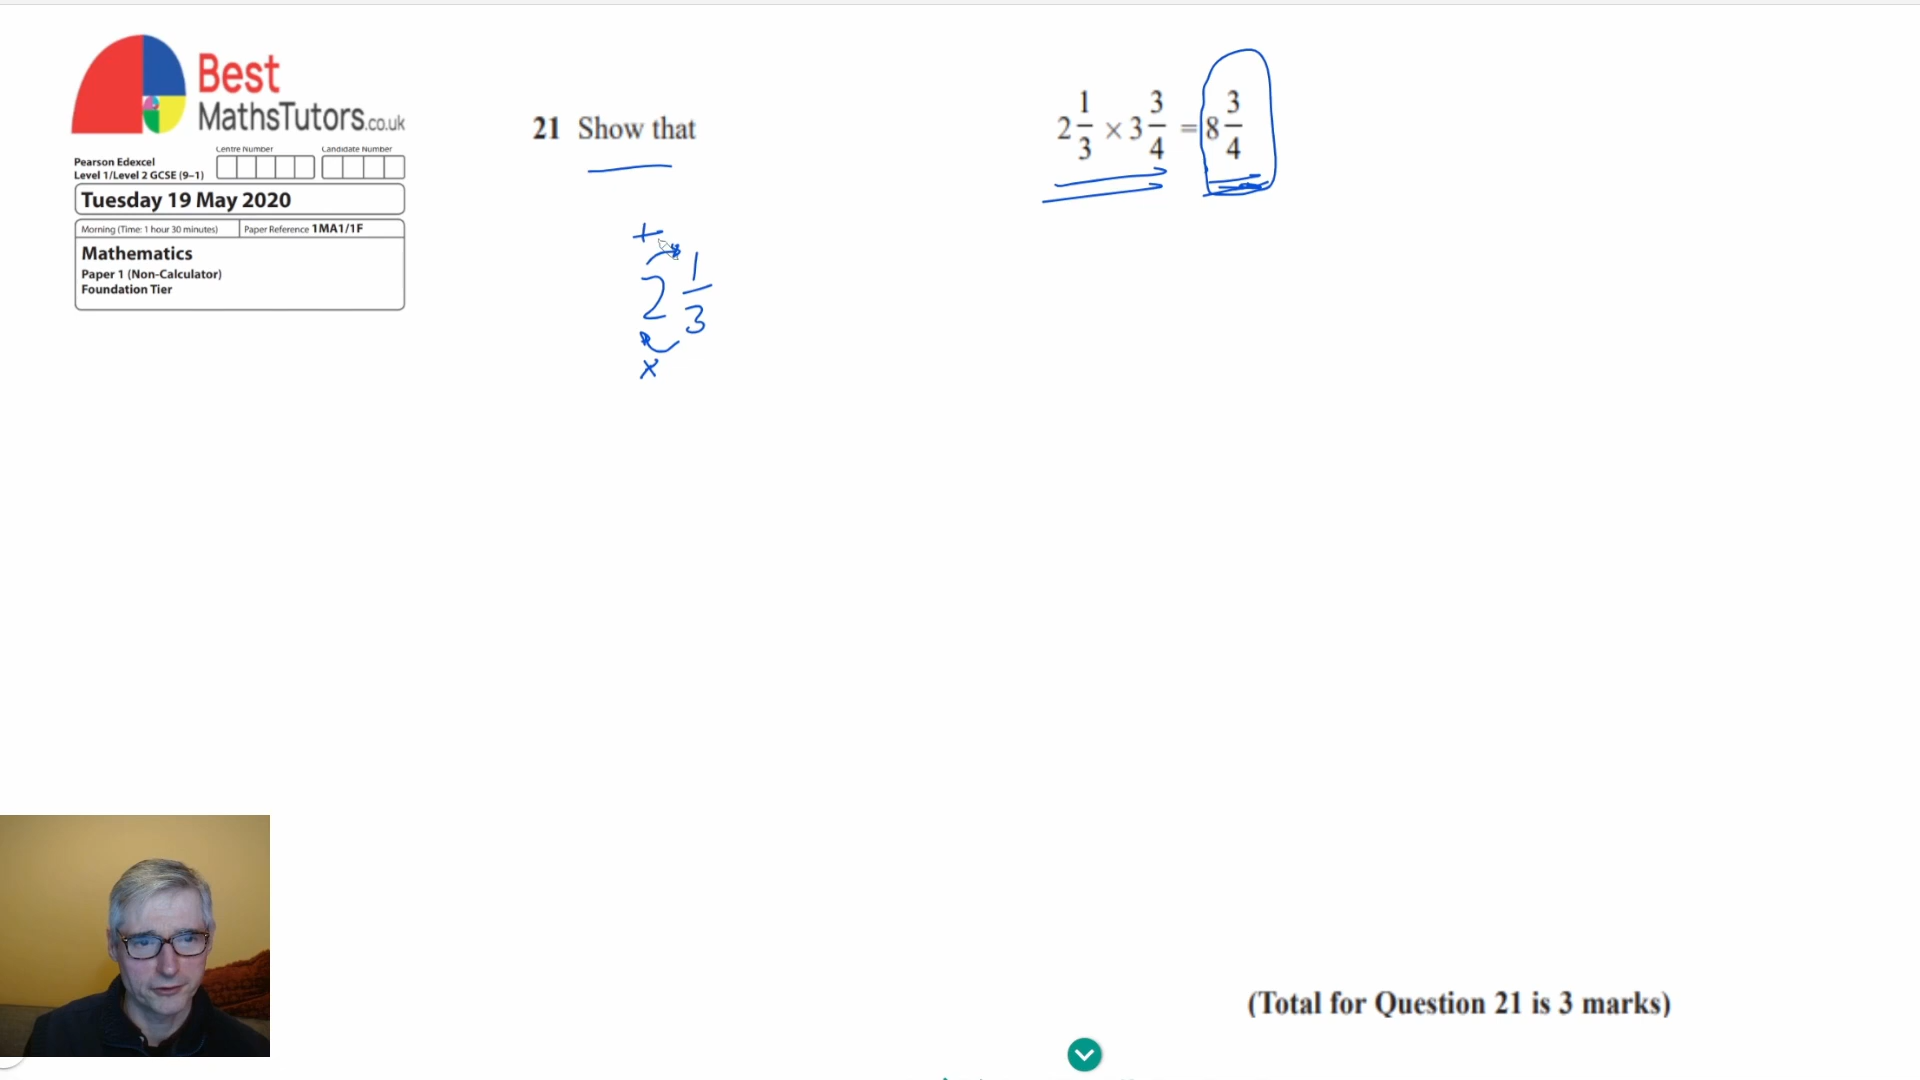 Best
MathsTutors.co.uk
Centre Number
Candidate Number
Pearson Edexcel
Level 1/Level 2 GCSE (9–1)
Tuesday 19 May 2020
Morning (Time: 1 hour 30 minutes)
Paper Reference 1MA1/1F
Mathematics
Paper 1 (Non-Calculator)
Foundation Tier
21 Show that
2 1/3 × 3 3/4 = 8 3/4
+
2 1/3
×
(Total for Question 21 is 3 marks)